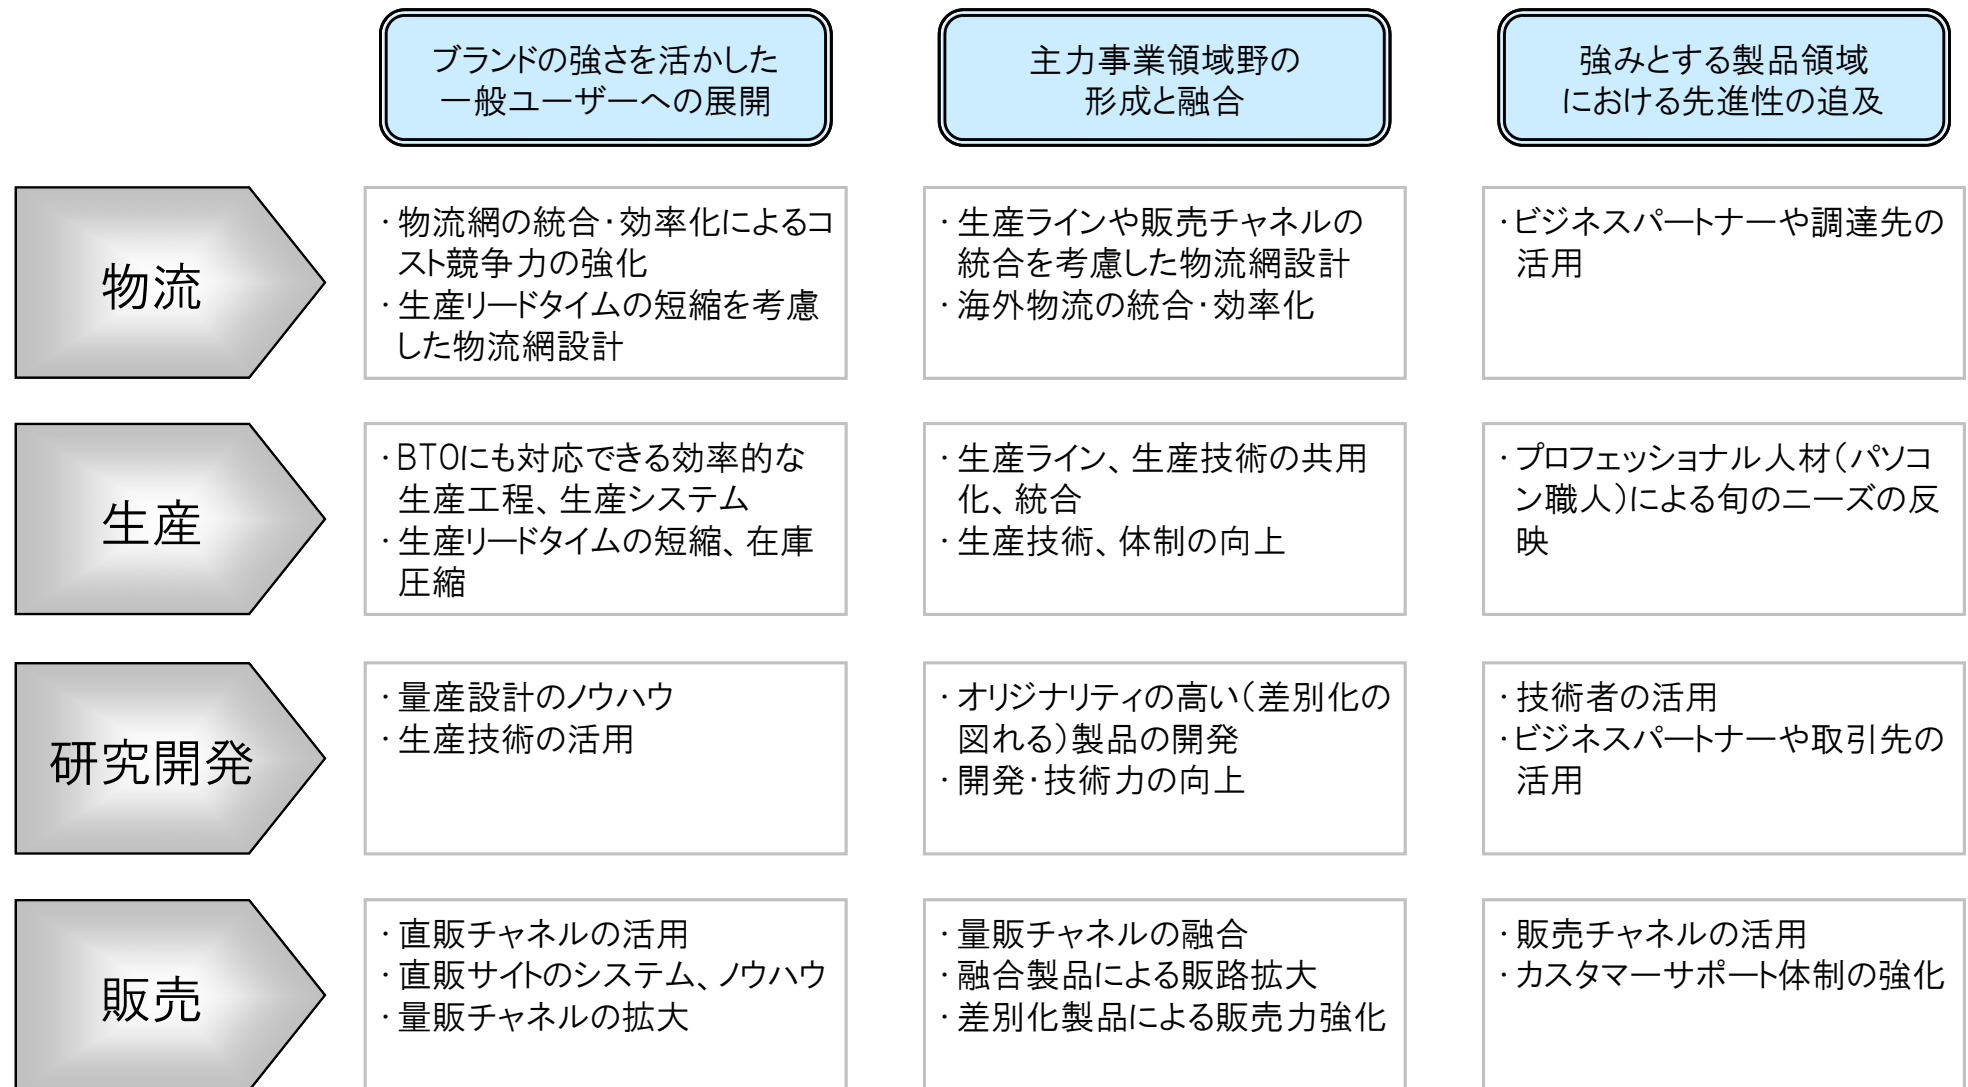 ブランドの強さを活かした
一般ユーザーへの展開
主力事業領域野の
形成と融合
強みとする製品領域
における先進性の追及
物流
・物流網の統合・効率化によるコ
スト競争力の強化
・生産リードタイムの短縮を考慮
した物流網設計
・生産ラインや販売チャネルの
統合を考慮した物流網設計
・海外物流の統合・効率化
・ビジネスパートナーや調達先の
活用
生産
・BTOにも対応できる効率的な
生産工程、生産システム
・生産リードタイムの短縮、在庫
圧縮
・生産ライン、生産技術の共用
化、統合
・生産技術、体制の向上
・プロフェッショナル人材（パソコ
ン職人）による旬のニーズの反
映
研究開発
・量産設計のノウハウ
・生産技術の活用
・オリジナリティの高い（差別化の
図れる）製品の開発
・開発・技術力の向上
・技術者の活用
・ビジネスパートナーや取引先の
活用
販売
・直販チャネルの活用
・直販サイトのシステム、ノウハウ
・量販チャネルの拡大
・量販チャネルの融合
・融合製品による販路拡大
・差別化製品による販売力強化
・販売チャネルの活用
・カスタマーサポート体制の強化